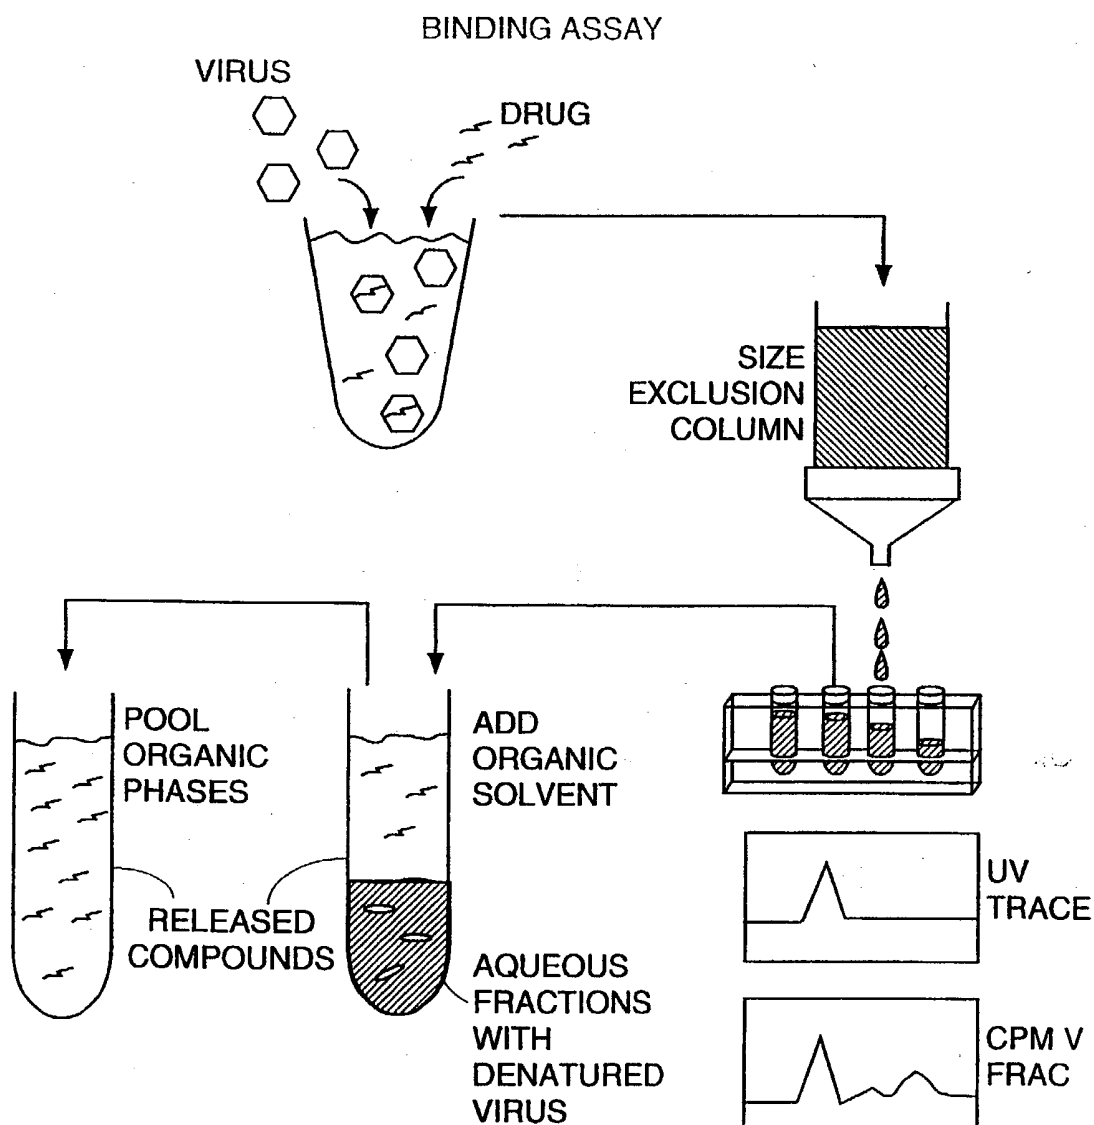 BINDING ASSAY
VIRUS
DRUG
SIZE
EXCLUSION
COLUMN
POOL
ORGANIC
PHASES
ADD
ORGANIC
SOLVENT
RELEASED
COMPOUNDS
AQUEOUS
FRACTIONS
WITH
DENATURED
VIRUS
UV
TRACE
CPM V
FRAC